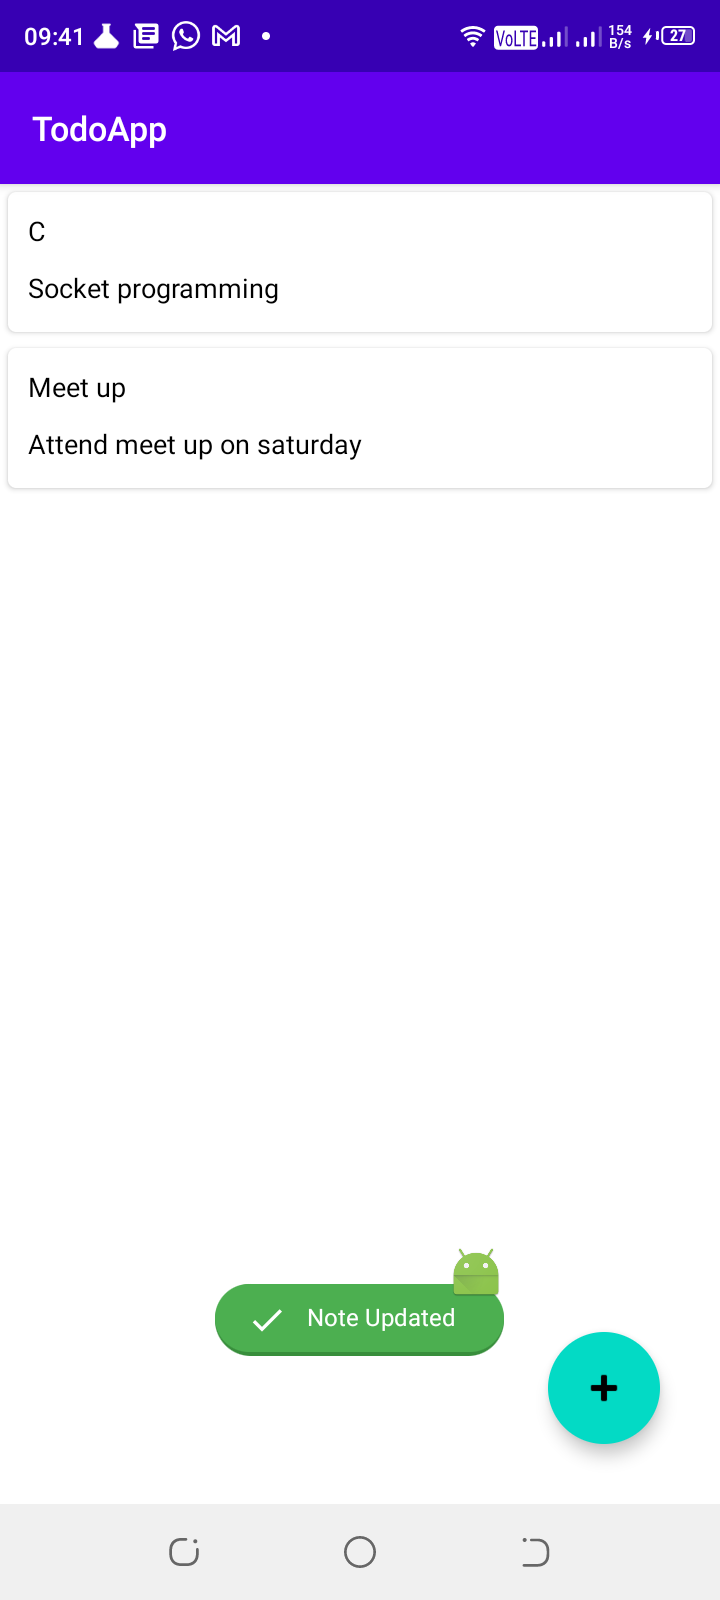 09:41 VoLTE 154 B/s 27
TodoApp
C
Socket programming
Meet up
Attend meet up on saturday
Note Updated